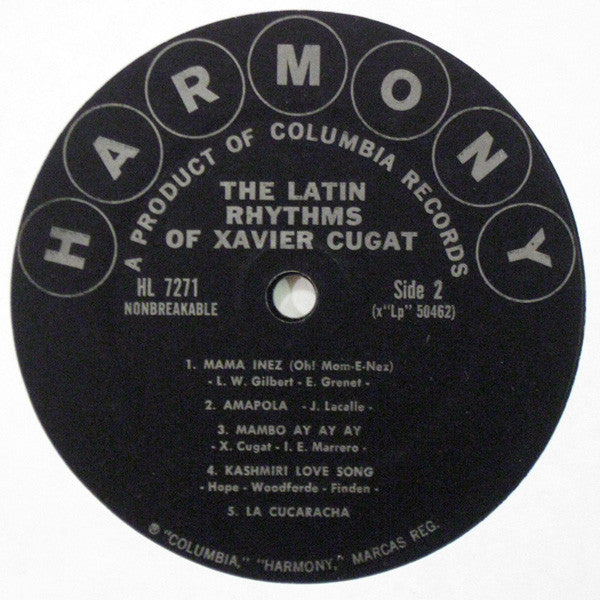 HARMONY
A PRODUCT OF COLUMBIA RECORDS
THE LATIN
RHYTHMS
OF XAVIER CUGAT
HL 7271
NONBREAKABLE
Side 2
(x"Lp" 50462)
1. MAMA INEZ (Oh! Mom-E-Nez)
- L. W. Gilbert - E. Grenet -
2. AMAPOLA - J. Lacalle -
3. MAMBO AY AY AY
- X. Cugat - I. E. Marrero -
4. KASHMIRI LOVE SONG
- Hope - Woodforde - Finden -
5. LA CUCARACHA
® "COLUMBIA," "HARMONY," MARCAS REG.